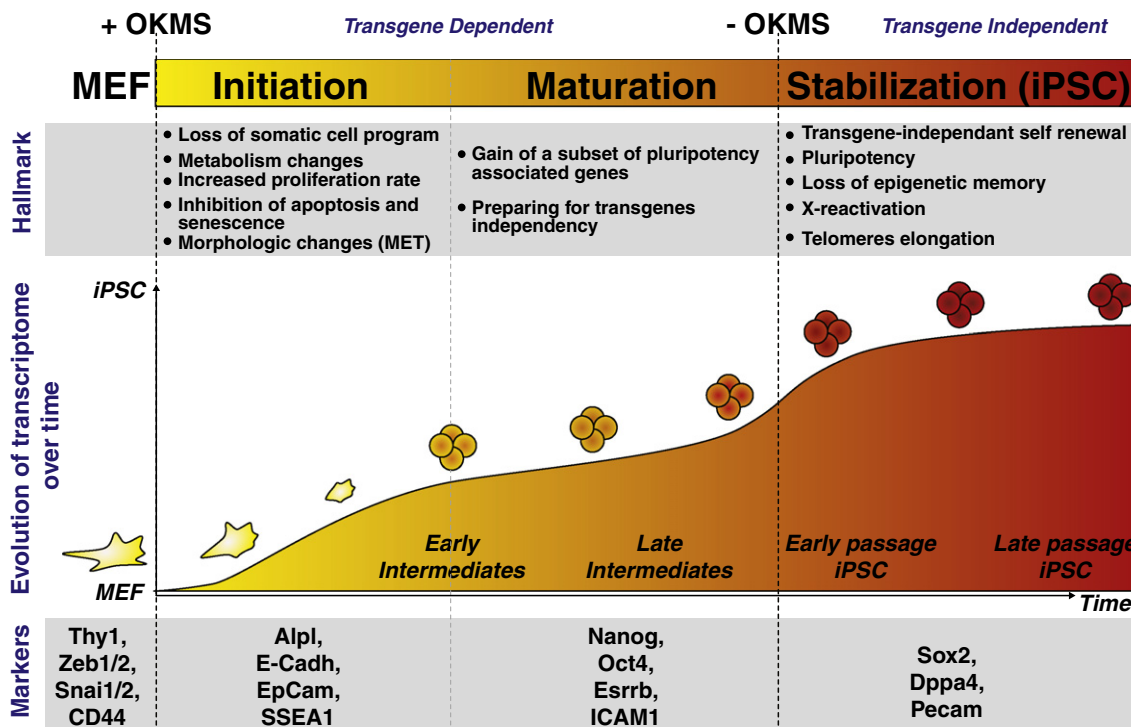 + OKMS
Transgene Dependent
- OKMS
Transgene Independent
MEF
Initiation
Maturation
Stabilization (iPSC)
Hallmark
• Loss of somatic cell program
• Metabolism changes
• Increased proliferation rate
• Inhibition of apoptosis and
senescence
• Morphologic changes (MET)
• Gain of a subset of pluripotency
associated genes
• Preparing for transgenes
independency
• Transgene-independant self renewal
• Pluripotency
• Loss of epigenetic memory
• X-reactivation
• Telomeres elongation
Evolution of transcriptome
over time
iPSC
MEF
Early
Intermediates
Late
Intermediates
Early passage
iPSC
Late passage
iPSC
Time
Markers
Thy1,
Zeb1/2,
Snai1/2,
CD44
Alpl,
E-Cadh,
EpCam,
SSEA1
Nanog,
Oct4,
Esrrb,
ICAM1
Sox2,
Dppa4,
Pecam